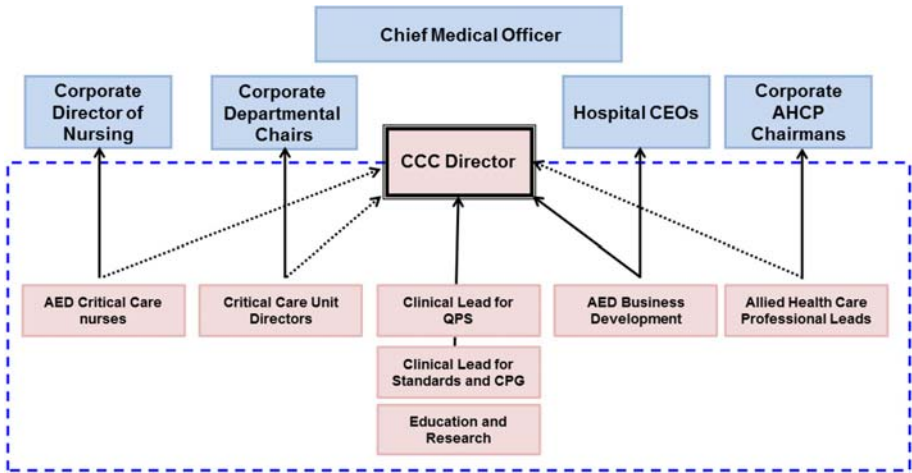 Chief Medical Officer
Corporate
Director of
Nursing
Corporate
Departmental
Chairs
Hospital CEOs
Corporate
AHCP
Chairmans
CCC Director
AED Critical Care
nurses
Critical Care Unit
Directors
Clinical Lead for
QPS
AED Business
Development
Allied Health Care
Professional Leads
Clinical Lead for
Standards and CPG
Education and
Research